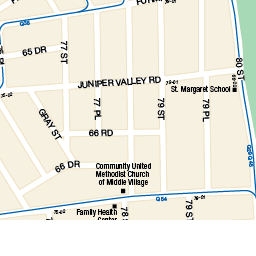 65 DR
77 ST
80 ST
JUNIPER VALLEY RD
St. Margaret School
GRAY ST
77 PL
79 ST
79 PL
66 RD
66 DR
Community United
Methodist Church
of Middle Village
Family Health
Center
78
79 ST